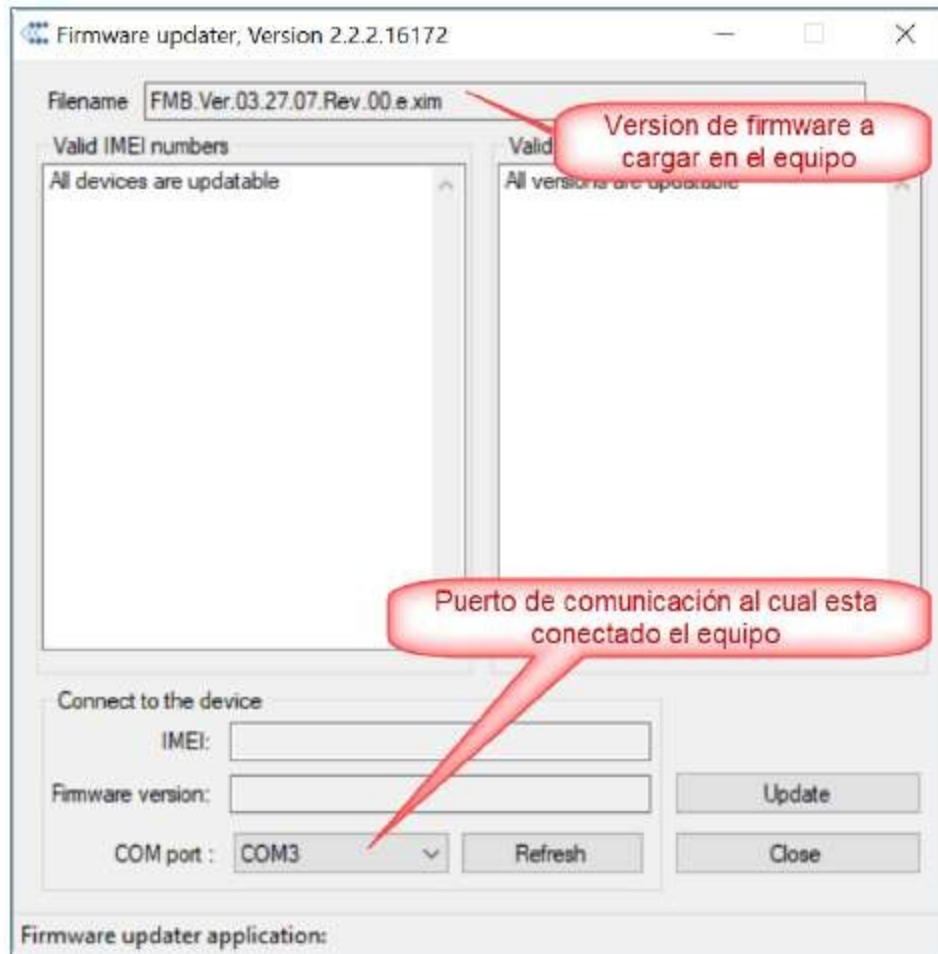 Firmware updater, Version 2.2.2.16172
Filename FMB.Ver.03.27.07.Rev.00.e.xim
Version de firmware a
cargar en el equipo
Valid IMEI numbers
Valid
All devices are updatable
All versions are updatable
Puerto de comunicación al cual esta
conectado el equipo
Connect to the device
IMEI:
Firmware version:
Update
COM port : COM3
Refresh
Close
Firmware updater application: